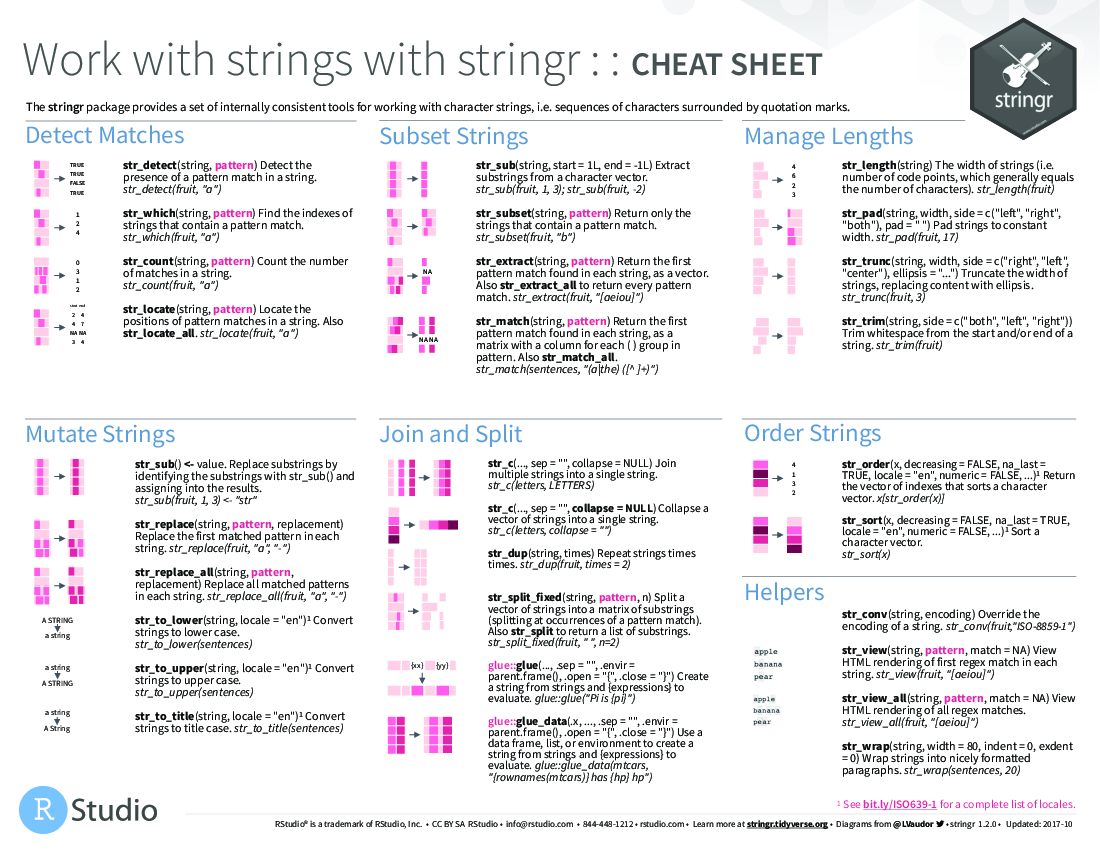 Work with strings with stringr : : CHEAT SHEET
stringr
The stringr package provides a set of internally consistent tools for working with character strings, i.e. sequences of characters surrounded by quotation marks.
Detect Matches
TRUE
TRUE
FALSE
TRUE
str_detect(string, pattern) Detect the
presence of a pattern match in a string.
str_detect(fruit, "a")
1
2
4
str_which(string, pattern) Find the indexes of
strings that contain a pattern match.
str_which(fruit, "a")
0
3
1
2
str_count(string, pattern) Count the number
of matches in a string.
str_count(fruit, "a")
start end
2 4
4 7
NA NA
3 4
str_locate(string, pattern) Locate the
positions of pattern matches in a string. Also
str_locate_all. str_locate(fruit, "a")
Subset Strings
str_sub(string, start = 1L, end = -1L) Extract
substrings from a character vector.
str_sub(fruit, 1, 3); str_sub(fruit, -2)
str_subset(string, pattern) Return only the
strings that contain a pattern match.
str_subset(fruit, "b")
NA
str_extract(string, pattern) Return the first
pattern match found in each string, as a vector.
Also str_extract_all to return every pattern
match. str_extract(fruit, "[aeiou]")
NA NA
str_match(string, pattern) Return the first
pattern match found in each string, as a
matrix with a column for each ( ) group in
pattern. Also str_match_all.
str_match(sentences, "(a|the) ([^ ]+)")
Manage Lengths
4
6
2
3
str_length(string) The width of strings (i.e.
number of code points, which generally equals
the number of characters). str_length(fruit)
str_pad(string, width, side = c("left", "right",
"both"), pad = " ") Pad strings to constant
width. str_pad(fruit, 17)
str_trunc(string, width, side = c("right", "left",
"center"), ellipsis = "...") Truncate the width of
strings, replacing content with ellipsis.
str_trunc(fruit, 3)
str_trim(string, side = c("both", "left", "right"))
Trim whitespace from the start and/or end of a
string. str_trim(fruit)
Mutate Strings
str_sub() <- value. Replace substrings by
identifying the substrings with str_sub() and
assigning into the results.
str_sub(fruit, 1, 3) <- "str"
str_replace(string, pattern, replacement)
Replace the first matched pattern in each
string. str_replace(fruit, "a", "-")
str_replace_all(string, pattern,
replacement) Replace all matched patterns
in each string. str_replace_all(fruit, "a", "-")
A STRING
a string
str_to_lower(string, locale = "en")¹ Convert
strings to lower case.
str_to_lower(sentences)
a string
A STRING
str_to_upper(string, locale = "en")¹ Convert
strings to upper case.
str_to_upper(sentences)
a string
A String
str_to_title(string, locale = "en")¹ Convert
strings to title case. str_to_title(sentences)
Join and Split
str_c(..., sep = "", collapse = NULL) Join
multiple strings into a single string.
str_c(letters, LETTERS)
str_c(..., sep = "", collapse = NULL) Collapse a
vector of strings into a single string.
str_c(letters, collapse = "")
str_dup(string, times) Repeat strings times
times. str_dup(fruit, times = 2)
str_split_fixed(string, pattern, n) Split a
vector of strings into a matrix of substrings
(splitting at occurrences of a pattern match).
Also str_split to return a list of substrings.
str_split_fixed(fruit, " ", n=2)
{xx} {yy}
glue::glue(..., .sep = "", .envir =
parent.frame(), .open = "{", .close = "}") Create
a string from strings and {expressions} to
evaluate. glue::glue("Pi is {pi}")
glue::glue_data(.x, ..., .sep = "", .envir =
parent.frame(), .open = "{", .close = "}") Use a
data frame, list, or environment to create a
string from strings and {expressions} to
evaluate. glue::glue_data(mtcars,
"{rownames(mtcars)} has {hp} hp")
Order Strings
4
1
3
2
str_order(x, decreasing = FALSE, na_last =
TRUE, locale = "en", numeric = FALSE, ...)¹ Return
the vector of indexes that sorts a character
vector. x[str_order(x)]
str_sort(x, decreasing = FALSE, na_last = TRUE,
locale = "en", numeric = FALSE, ...)¹ Sort a
character vector.
str_sort(x)
Helpers
str_conv(string, encoding) Override the
encoding of a string. str_conv(fruit,"ISO-8859-1")
apple
banana
pear
str_view(string, pattern, match = NA) View
HTML rendering of first regex match in each
string. str_view(fruit, "[aeiou]")
apple
banana
pear
str_view_all(string, pattern, match = NA) View
HTML rendering of all regex matches.
str_view_all(fruit, "[aeiou]")
str_wrap(string, width = 80, indent = 0, exdent
= 0) Wrap strings into nicely formatted
paragraphs. str_wrap(sentences, 20)
¹ See bit.ly/ISO639-1 for a complete list of locales.
R Studio
RStudio® is a trademark of RStudio, Inc. • CC BY SA RStudio • info@rstudio.com • 844-448-1212 • rstudio.com • Learn more at stringr.tidyverse.org • Diagrams from @LVaudor • stringr 1.2.0 • Updated: 2017-10